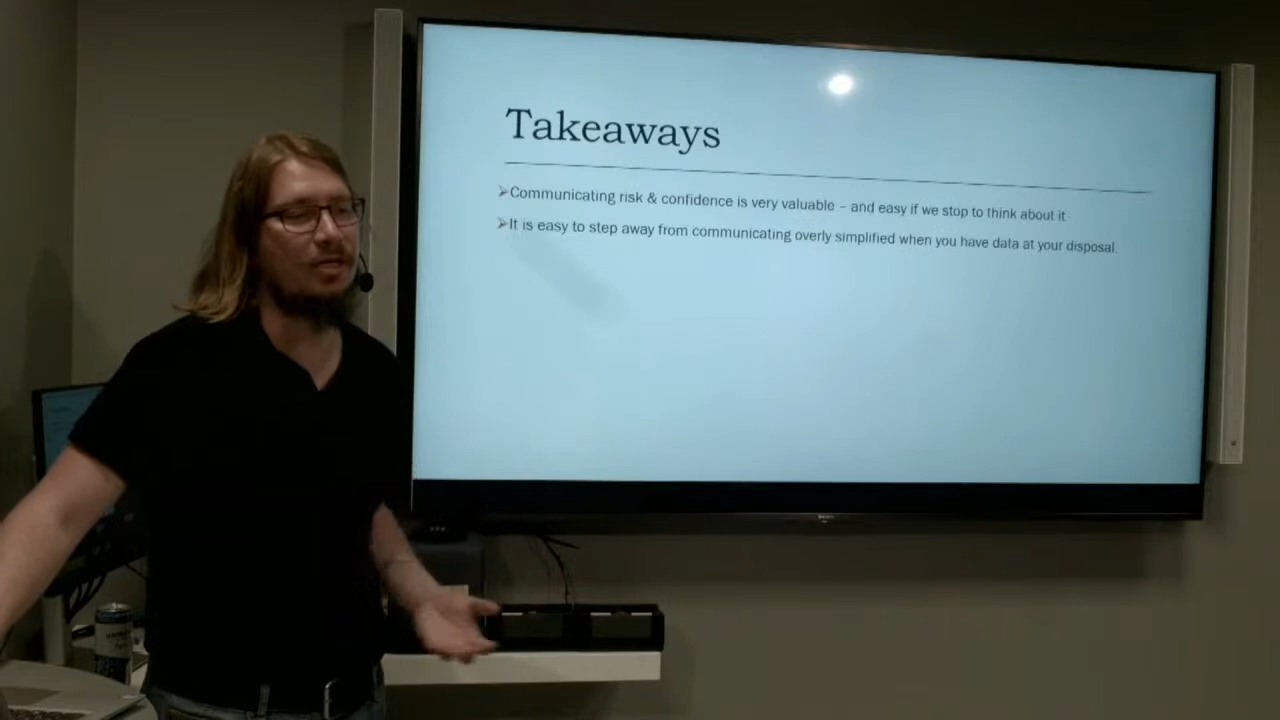 Takeaways
➢Communicating risk & confidence is very valuable – and easy if we stop to think about it
➢It is easy to step away from communicating overly simplified when you have data at your disposal.